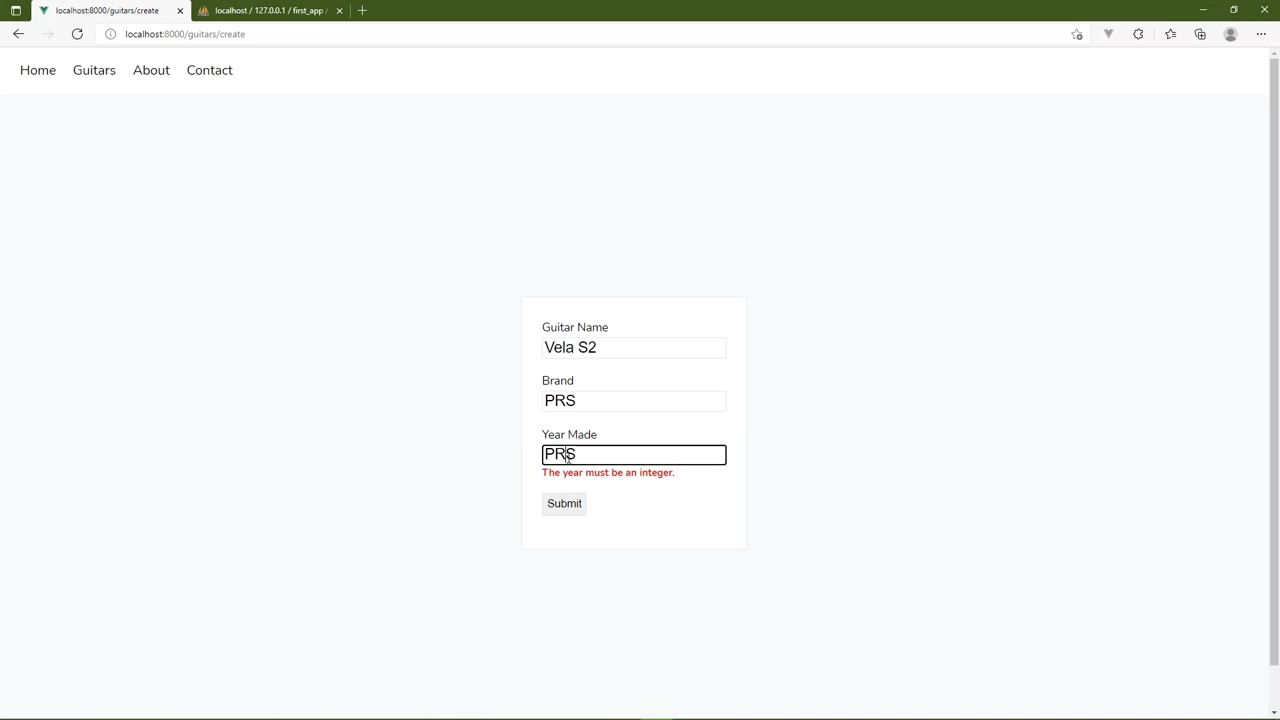 localhost:8000/guitars/create
localhost / 127.0.0.1 / first_app /
localhost:8000/guitars/create
Home Guitars About Contact
Guitar Name
Vela S2
Brand
PRS
Year Made
PRS
The year must be an integer.
Submit